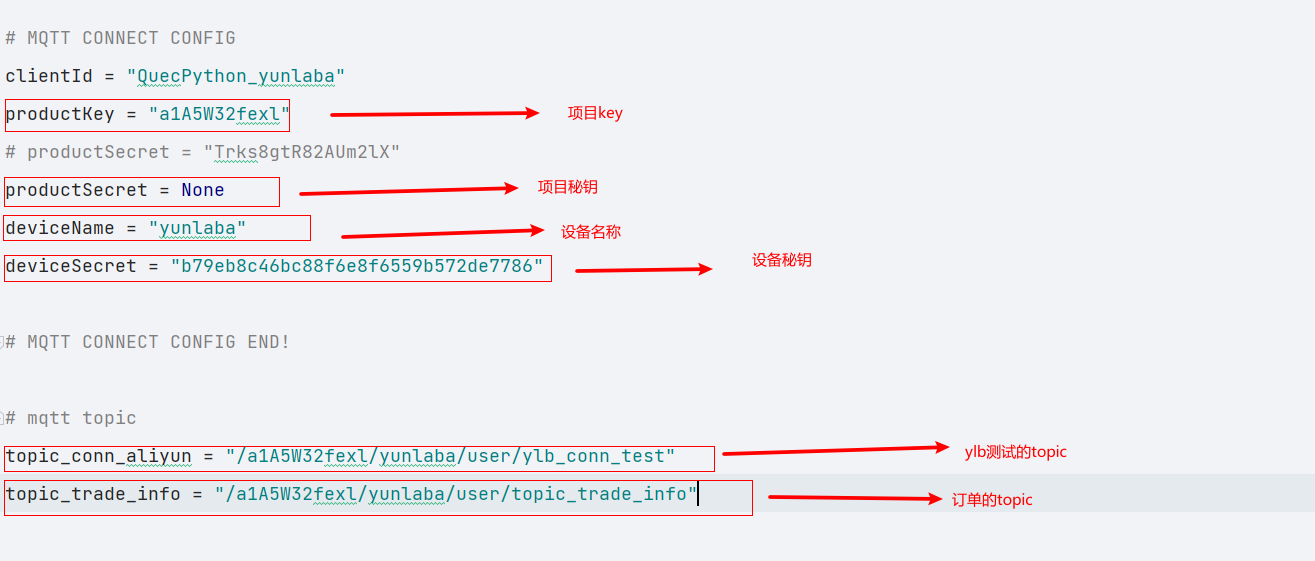 # MQTT CONNECT CONFIG
clientId = "QuecPython_yunlaba"
productKey = "a1A5W32fexl"
项目key
# productSecret = "Trks8gtR82AUm2lX"
productSecret = None
项目秘钥
deviceName = "yunlaba"
设备名称
deviceSecret = "b79eb8c46bc88f6e8f6559b572de7786"
设备秘钥
# MQTT CONNECT CONFIG END!
# mqtt topic
topic_conn_aliyun = "/a1A5W32fexl/yunlaba/user/ylb_conn_test"
ylb测试的topic
topic_trade_info = "/a1A5W32fexl/yunlaba/user/topic_trade_info"
订单的topic